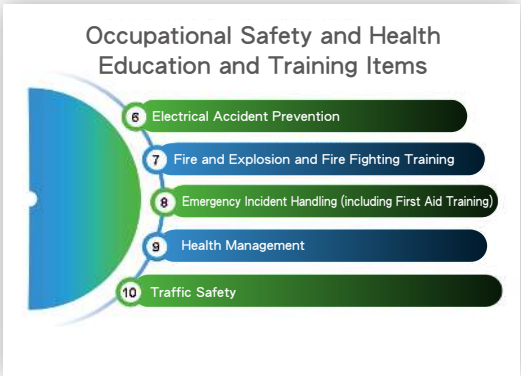 Occupational Safety and Health
Education and Training Items
6 Electrical Accident Prevention
7 Fire and Explosion and Fire Fighting Training
8 Emergency Incident Handling (including First Aid Training)
9 Health Management
10 Traffic Safety